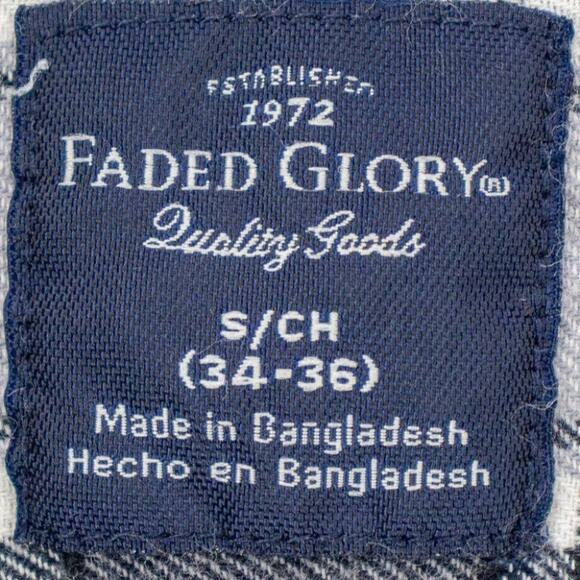 ESTABLISHED
1972
FADED GLORY®
Quality Goods
S/CH
(34-36)
Made in Bangladesh
Hecho en Bangladesh